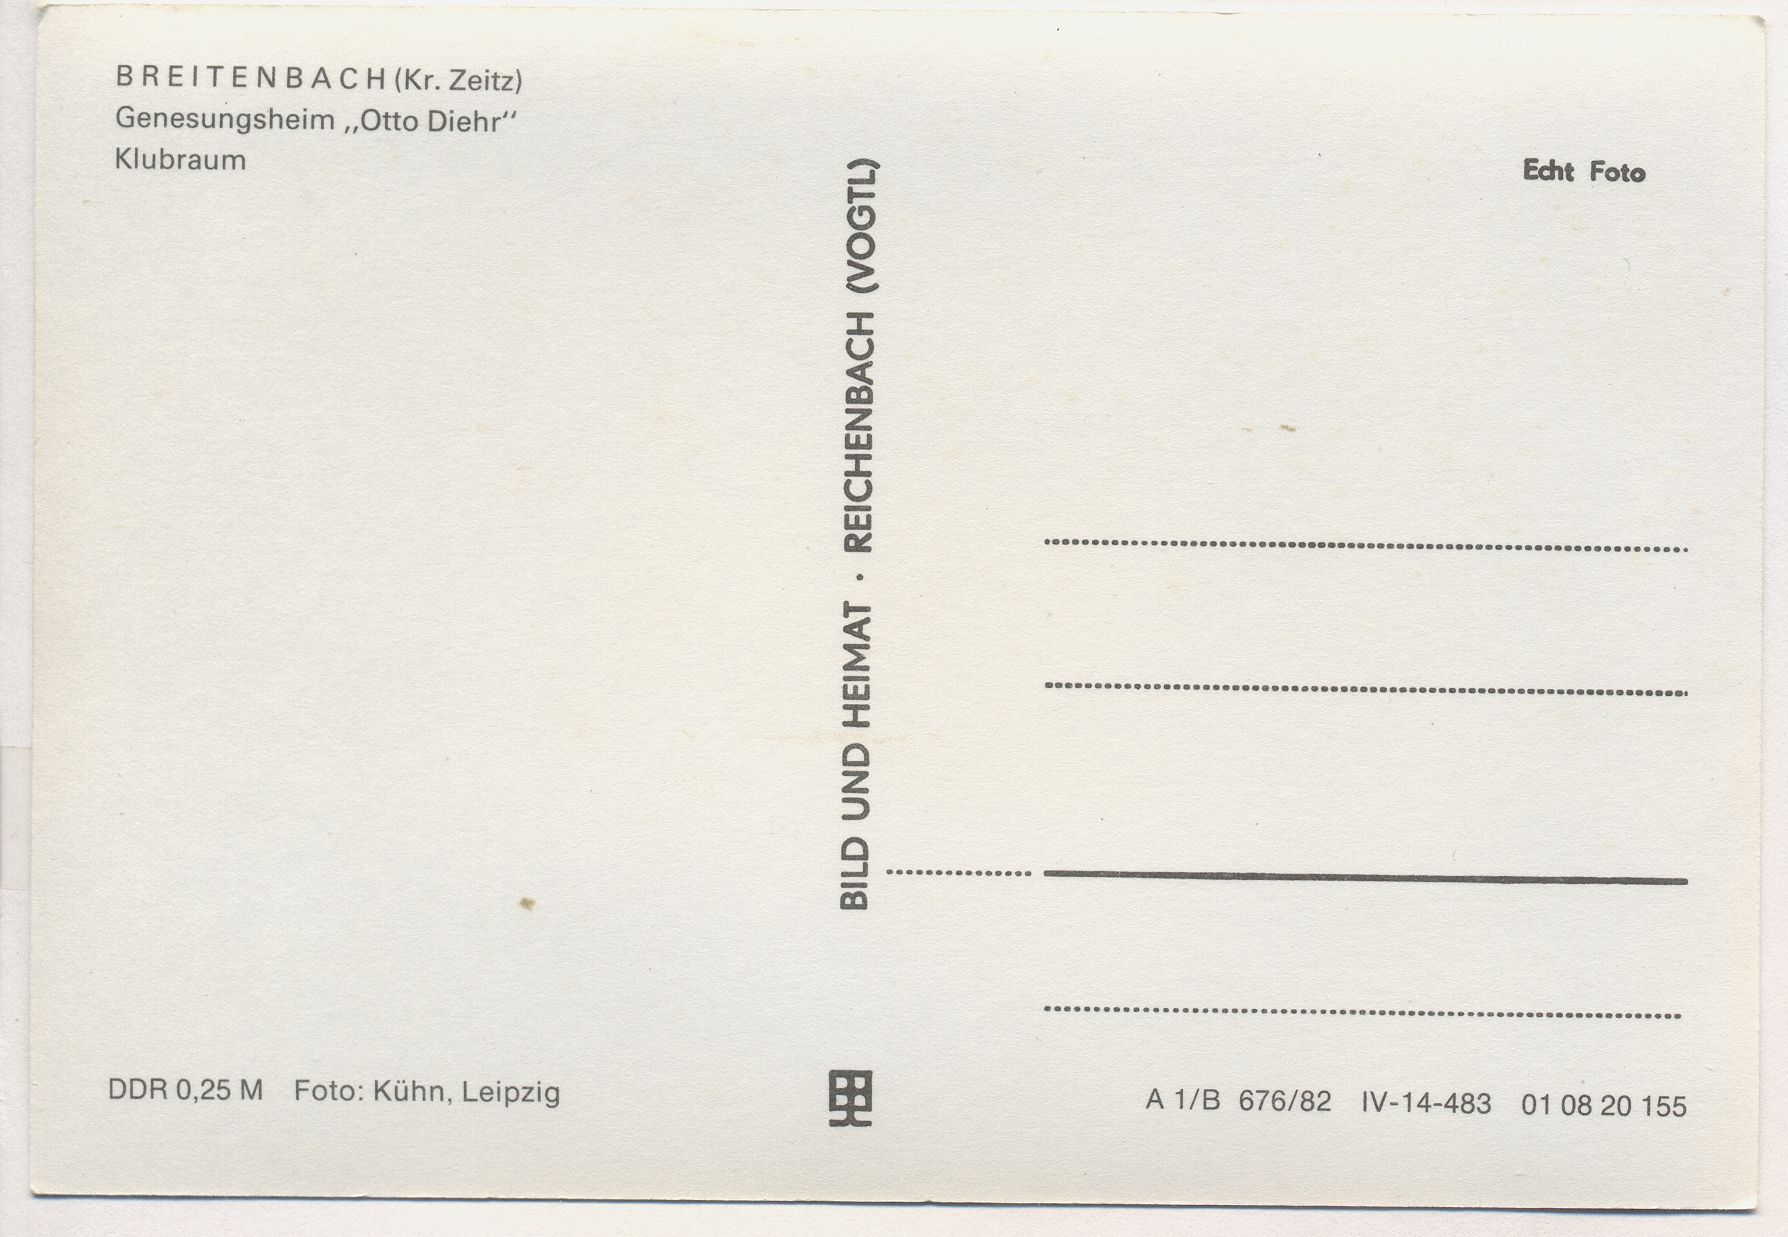 BREITENBACH (Kr. Zeitz)
Genesungsheim „Otto Diehr“
Klubraum
BILD UND HEIMAT · REICHENBACH (VOGTL)
Echt Foto
DDR 0,25 M Foto: Kühn, Leipzig
A 1/B 676/82 IV-14-483 01 08 20 155